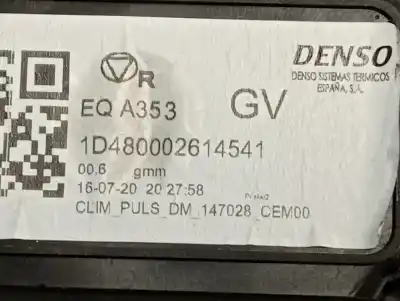 DENSO
DENSO SISTEMAS TERMICOS
ESPAÑA, S.A.
R
EQ A353
GV
1D480002614541
00.6 gmm
16-07-20 20:27:58
CLIM_PULS_DM_147028_CEM00